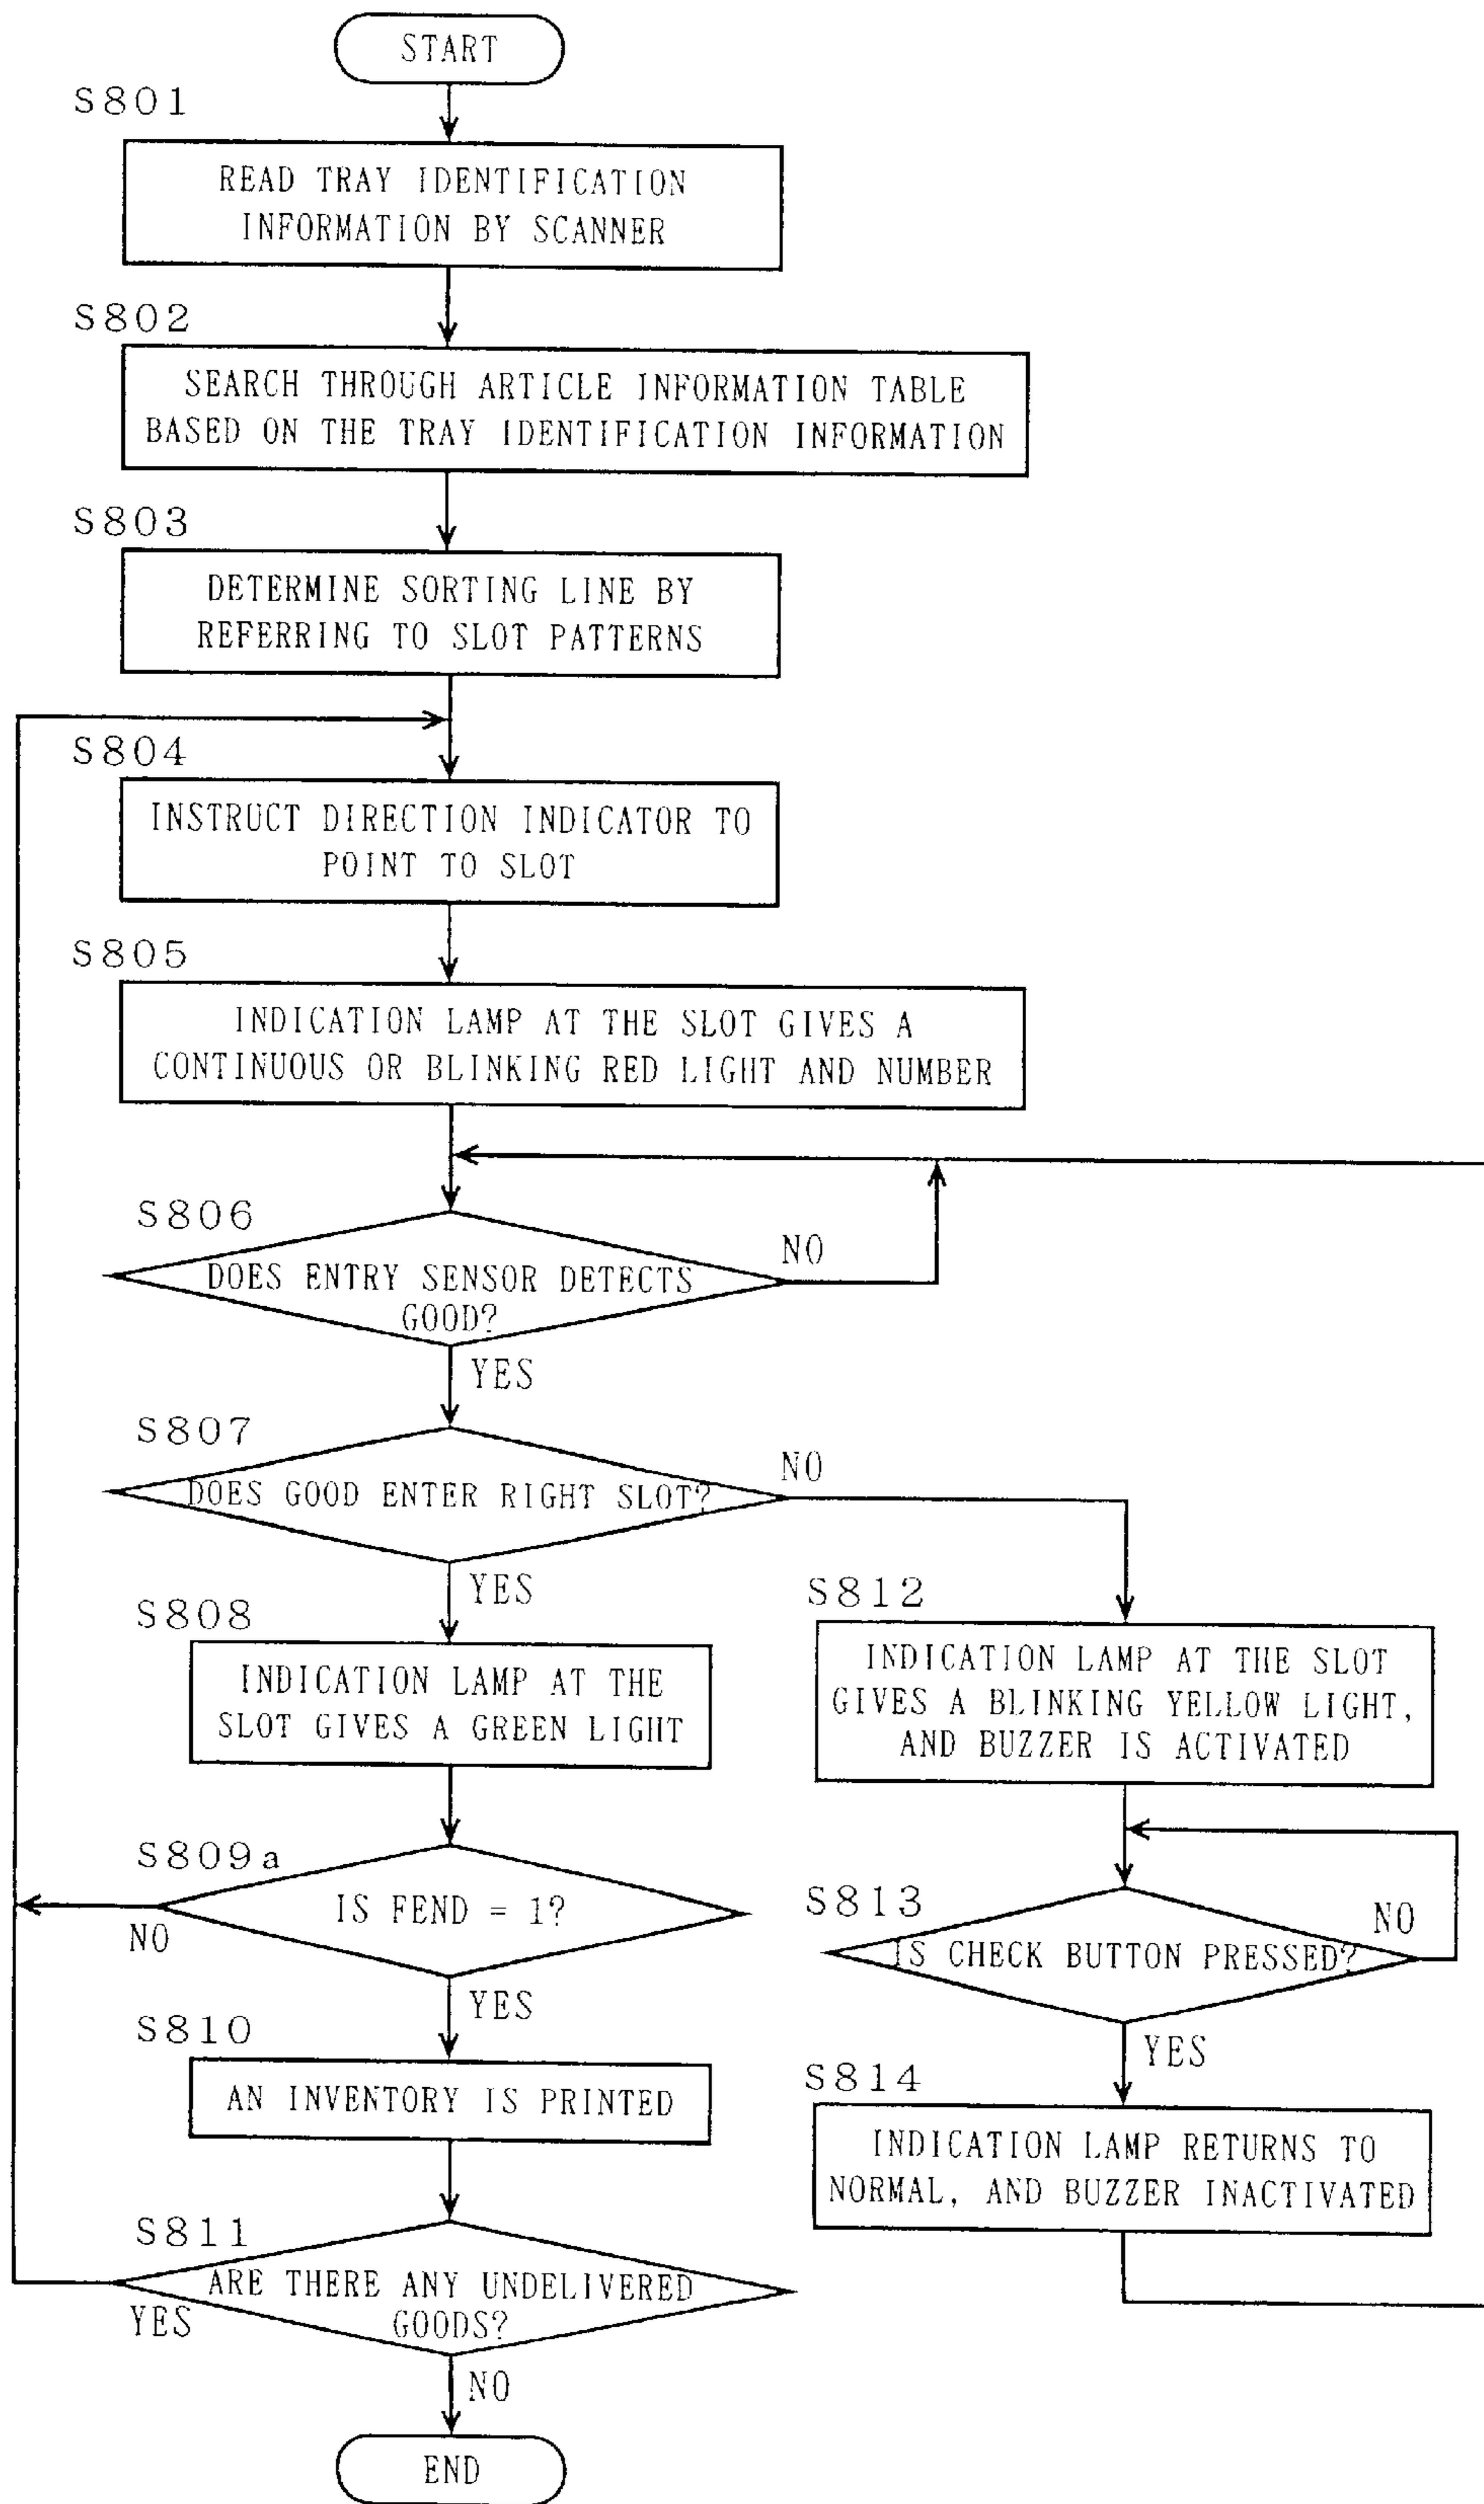 START
S801
READ TRAY IDENTIFICATION
INFORMATION BY SCANNER
S802
SEARCH THROUGH ARTICLE INFORMATION TABLE
BASED ON THE TRAY IDENTIFICATION INFORMATION
S803
DETERMINE SORTING LINE BY
REFERRING TO SLOT PATTERNS
S804
INSTRUCT DIRECTION INDICATOR TO
POINT TO SLOT
S805
INDICATION LAMP AT THE SLOT GIVES A
CONTINUOUS OR BLINKING RED LIGHT AND NUMBER
S806
DOES ENTRY SENSOR DETECTS
GOOD?
NO
YES
S807
DOES GOOD ENTER RIGHT SLOT?
NO
YES
S808
INDICATION LAMP AT THE
SLOT GIVES A GREEN LIGHT
S809a
IS FEND = 1?
NO
YES
S810
AN INVENTORY IS PRINTED
S811
ARE THERE ANY UNDELIVERED
GOODS?
YES
NO
END
S812
INDICATION LAMP AT THE SLOT
GIVES A BLINKING YELLOW LIGHT,
AND BUZZER IS ACTIVATED
S813
IS CHECK BUTTON PRESSED?
NO
YES
S814
INDICATION LAMP RETURNS TO
NORMAL, AND BUZZER INACTIVATED